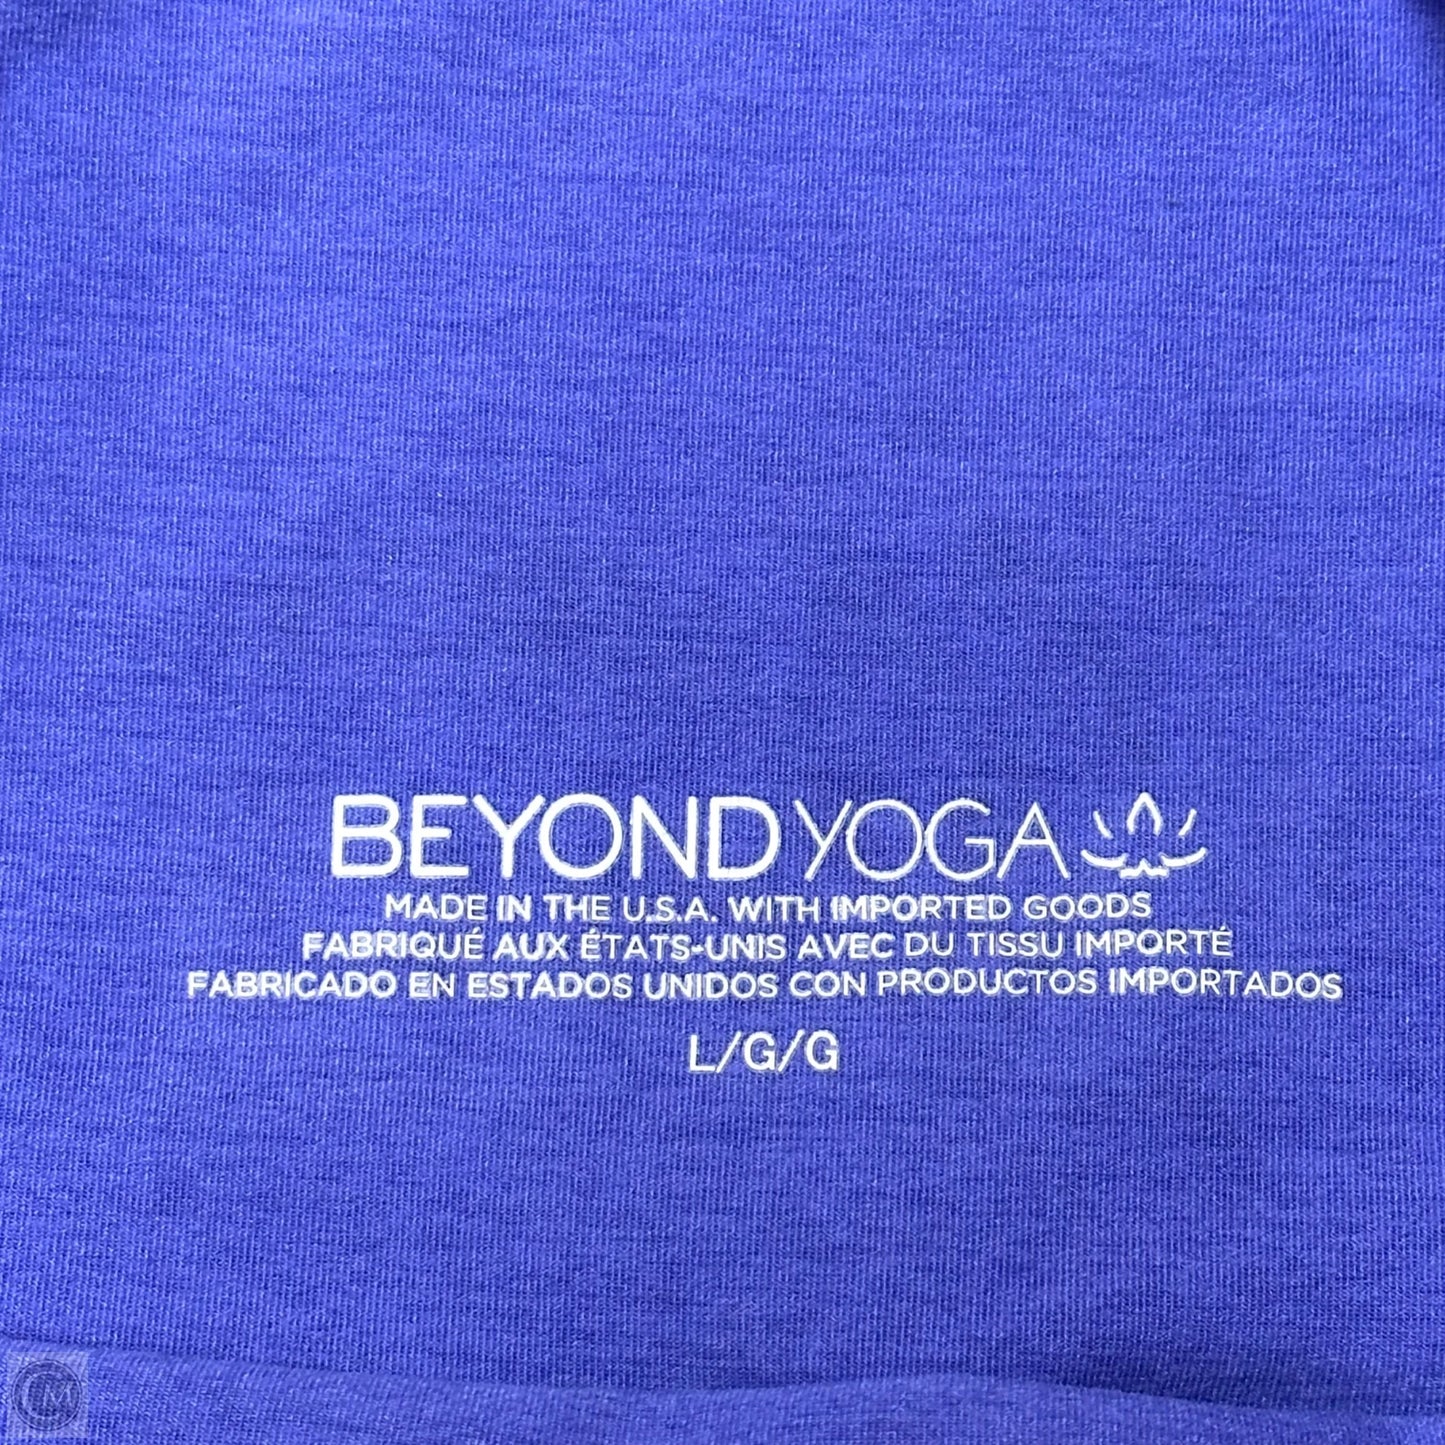 BEYOND YOGA
MADE IN THE U.S.A. WITH IMPORTED GOODS
FABRIQUÉ AUX ÉTATS-UNIS AVEC DU TISSU IMPORTÉ
FABRICADO EN ESTADOS UNIDOS CON PRODUCTOS IMPORTADOS
L/G/G
CM